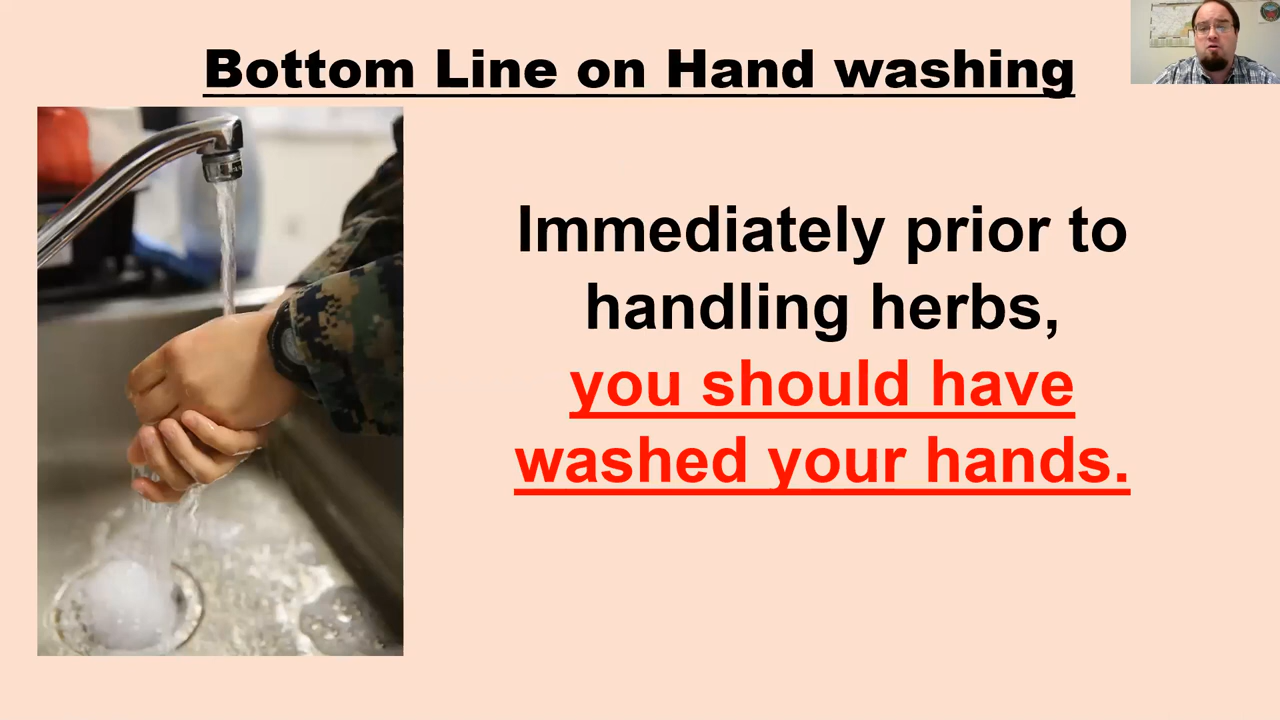 Bottom Line on Hand washing
Immediately prior to
handling herbs,
you should have
washed your hands.